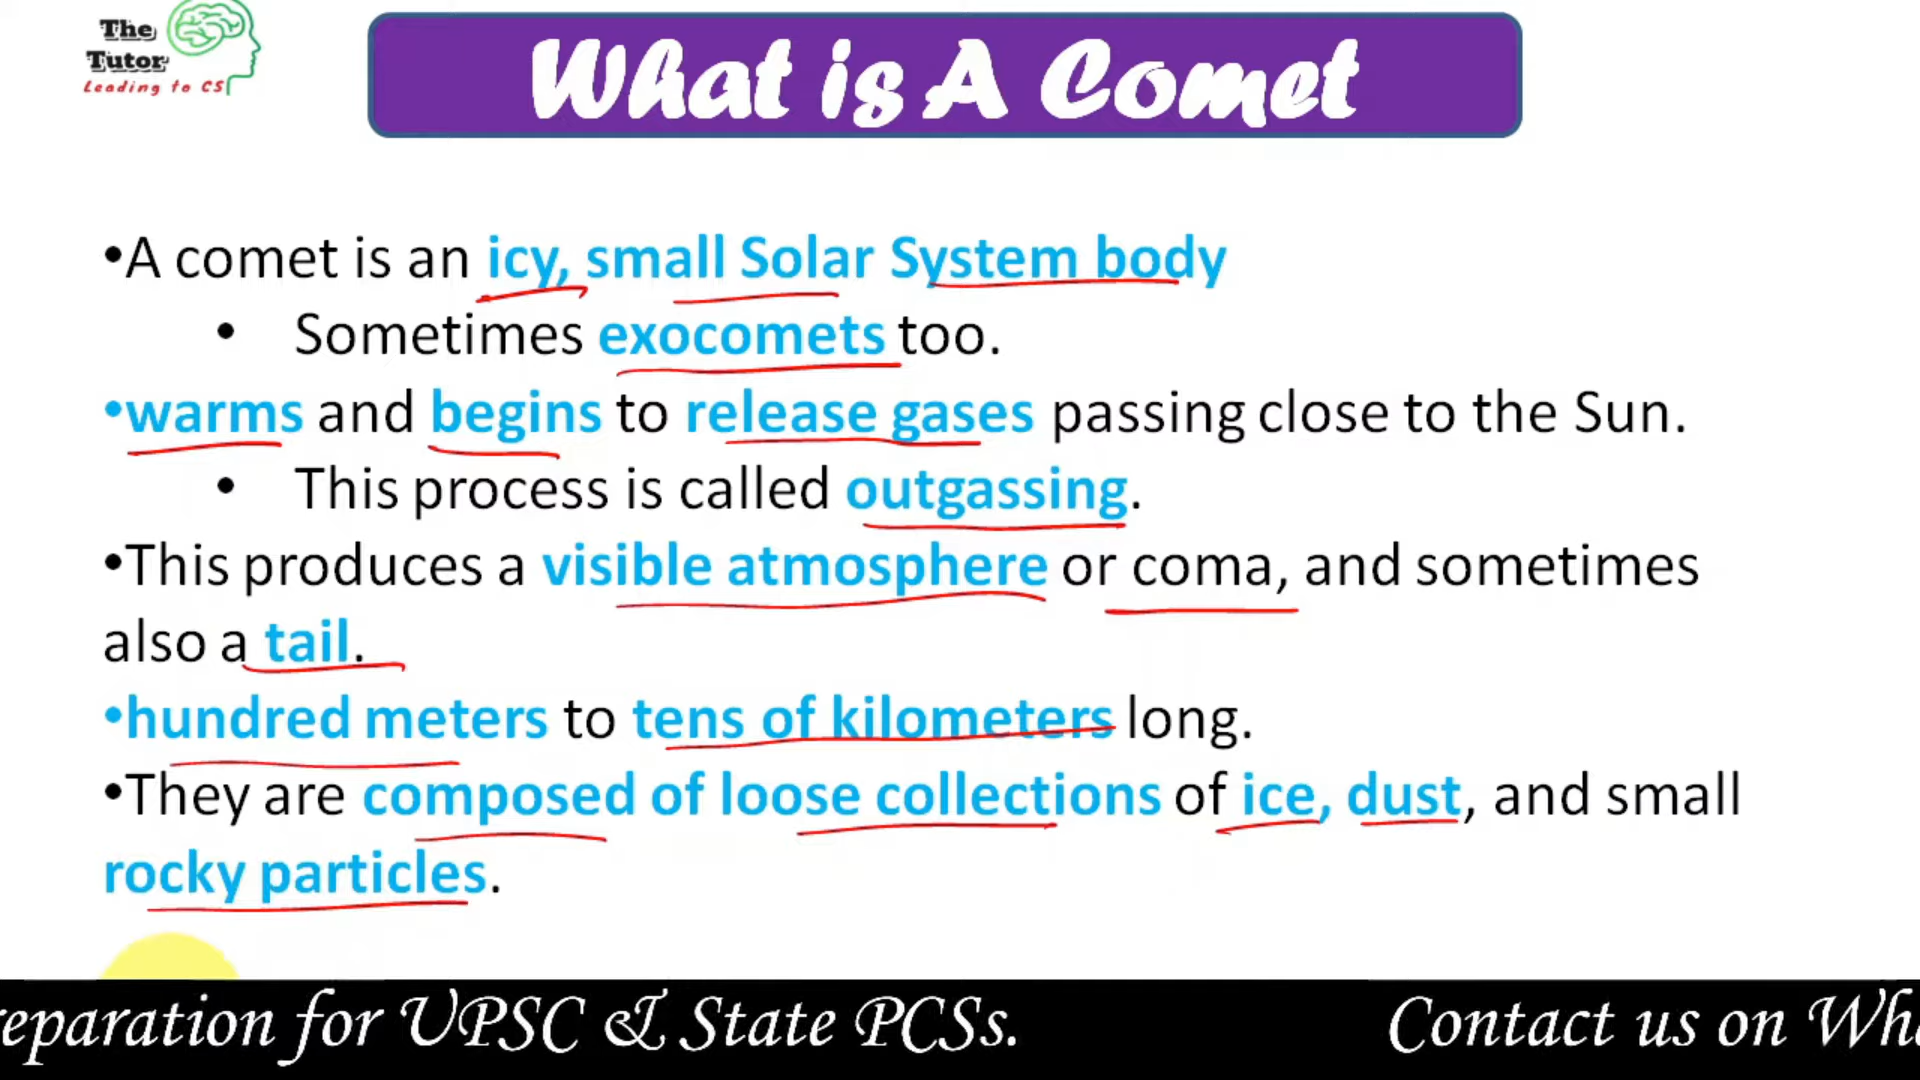 The
Tutor
Leading to CS
What is A Comet
•A comet is an icy, small Solar System body
• Sometimes exocomets too.
•warms and begins to release gases passing close to the Sun.
• This process is called outgassing.
•This produces a visible atmosphere or coma, and sometimes
also a tail.
•hundred meters to tens of kilometers long.
•They are composed of loose collections of ice, dust, and small
rocky particles.
reparation for UPSC & State PCSs. Contact us on Wh